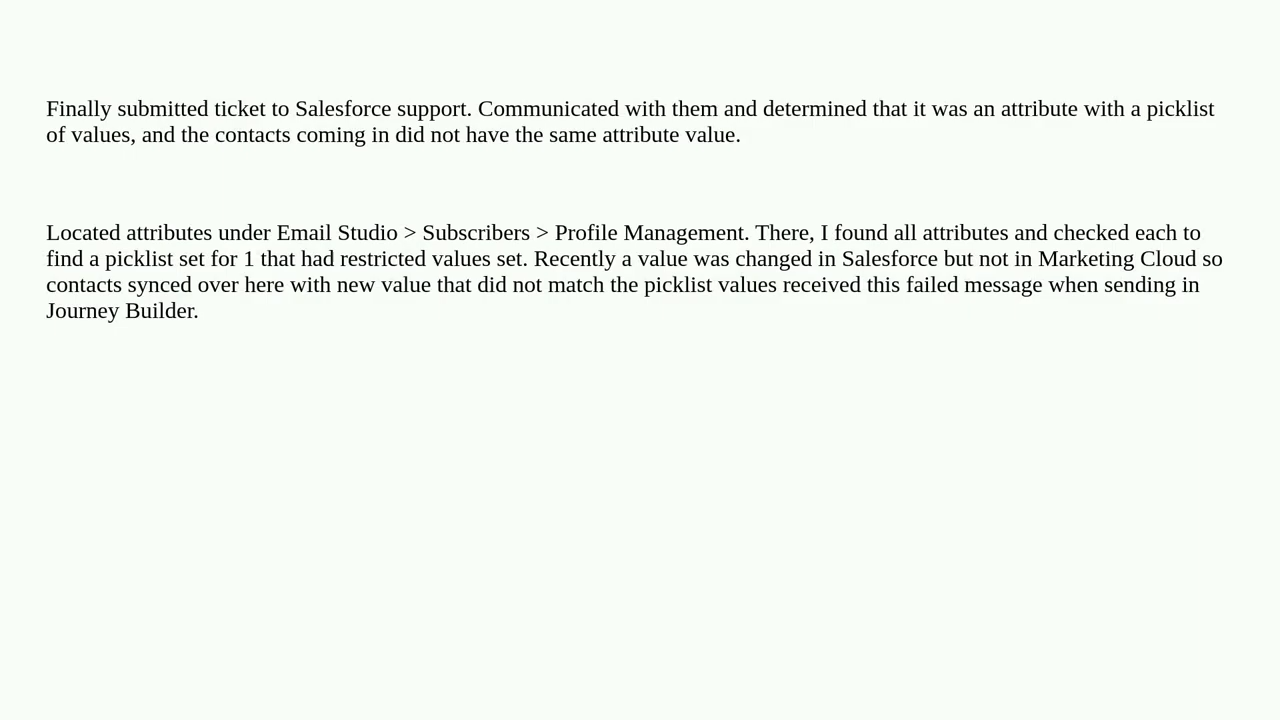 Finally submitted ticket to Salesforce support. Communicated with them and determined that it was an attribute with a picklist
of values, and the contacts coming in did not have the same attribute value.
Located attributes under Email Studio > Subscribers > Profile Management. There, I found all attributes and checked each to
find a picklist set for 1 that had restricted values set. Recently a value was changed in Salesforce but not in Marketing Cloud so
contacts synced over here with new value that did not match the picklist values received this failed message when sending in
Journey Builder.